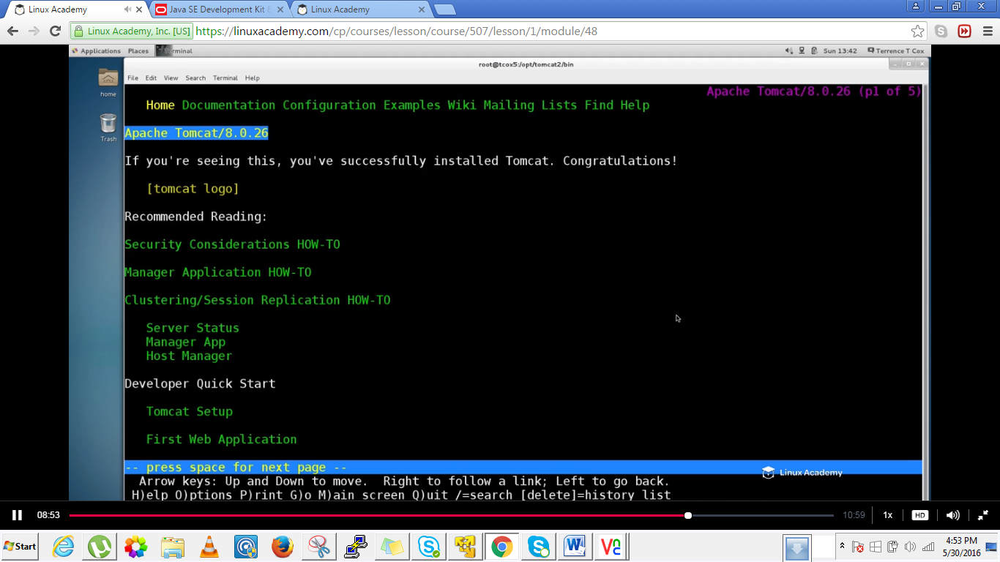 Linux Academy
Java SE Development Kit 8
Linux Academy
Linux Academy, Inc. [US]
https://linuxacademy.com/cp/courses/lesson/course/507/lesson/1/module/48
Applications Places
Sun 13:42 Terrence T Cox
root@tcox5:/opt/tomcat2/bin
File Edit View Search Terminal Help
home
Trash
Apache Tomcat/8.0.26 (p1 of 5)
Home Documentation Configuration Examples Wiki Mailing Lists Find Help
Apache Tomcat/8.0.26
If you're seeing this, you've successfully installed Tomcat. Congratulations!
[tomcat logo]
Recommended Reading:
Security Considerations HOW-TO
Manager Application HOW-TO
Clustering/Session Replication HOW-TO
Server Status
Manager App
Host Manager
Developer Quick Start
Tomcat Setup
First Web Application
-- press space for next page --
Linux Academy
Arrow keys: Up and Down to move. Right to follow a link; Left to go back.
H)elp O)ptions P)rint G)o M)ain screen Q)uit /=search [delete]=history list
08:53
10:59
1x
HD
Start
4:53 PM
5/30/2016